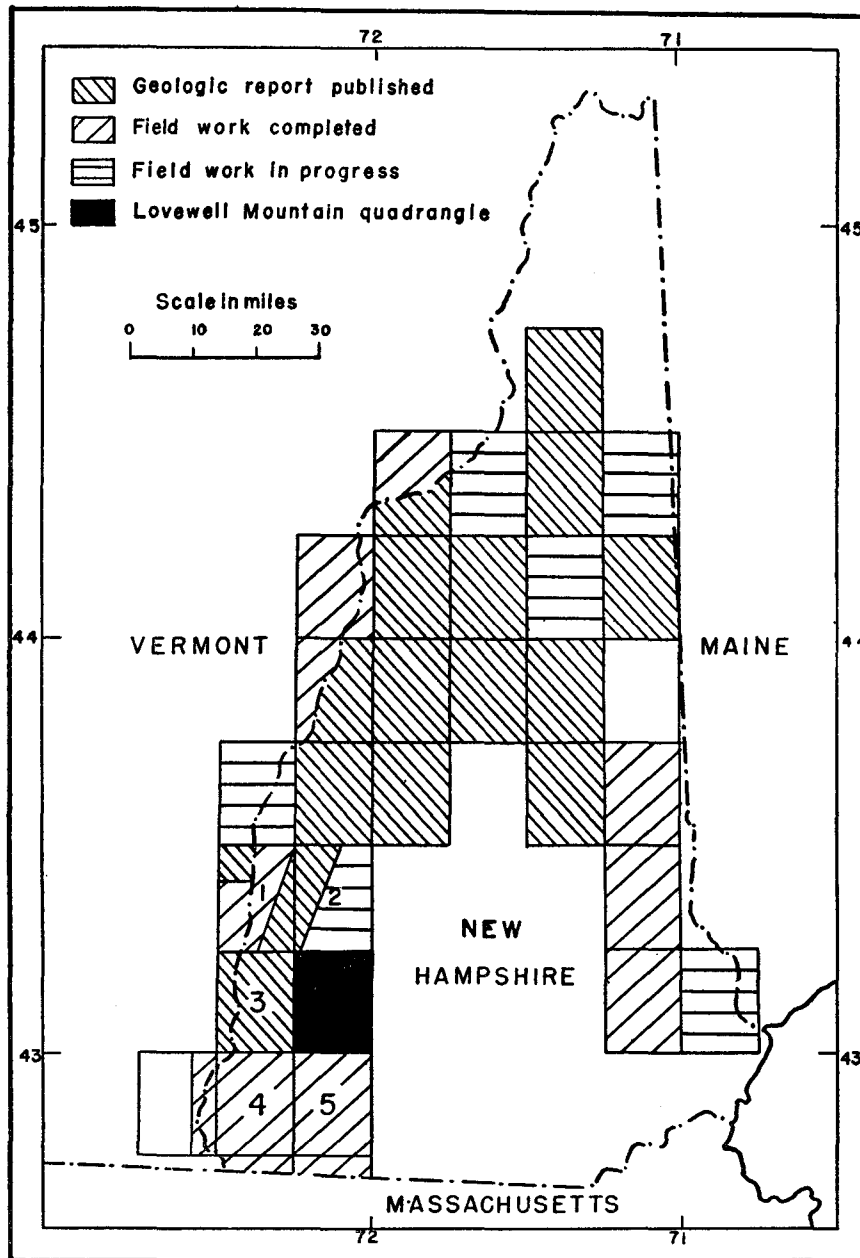 72 71
Geologic report published
Field work completed
Field work in progress
Lovewell Mountain quadrangle
45 45
Scale in miles
0 10 20 30
44 VERMONT MAINE 44
1 2
NEW
HAMPSHIRE
3
43 43
4 5
MASSACHUSETTS
72 71